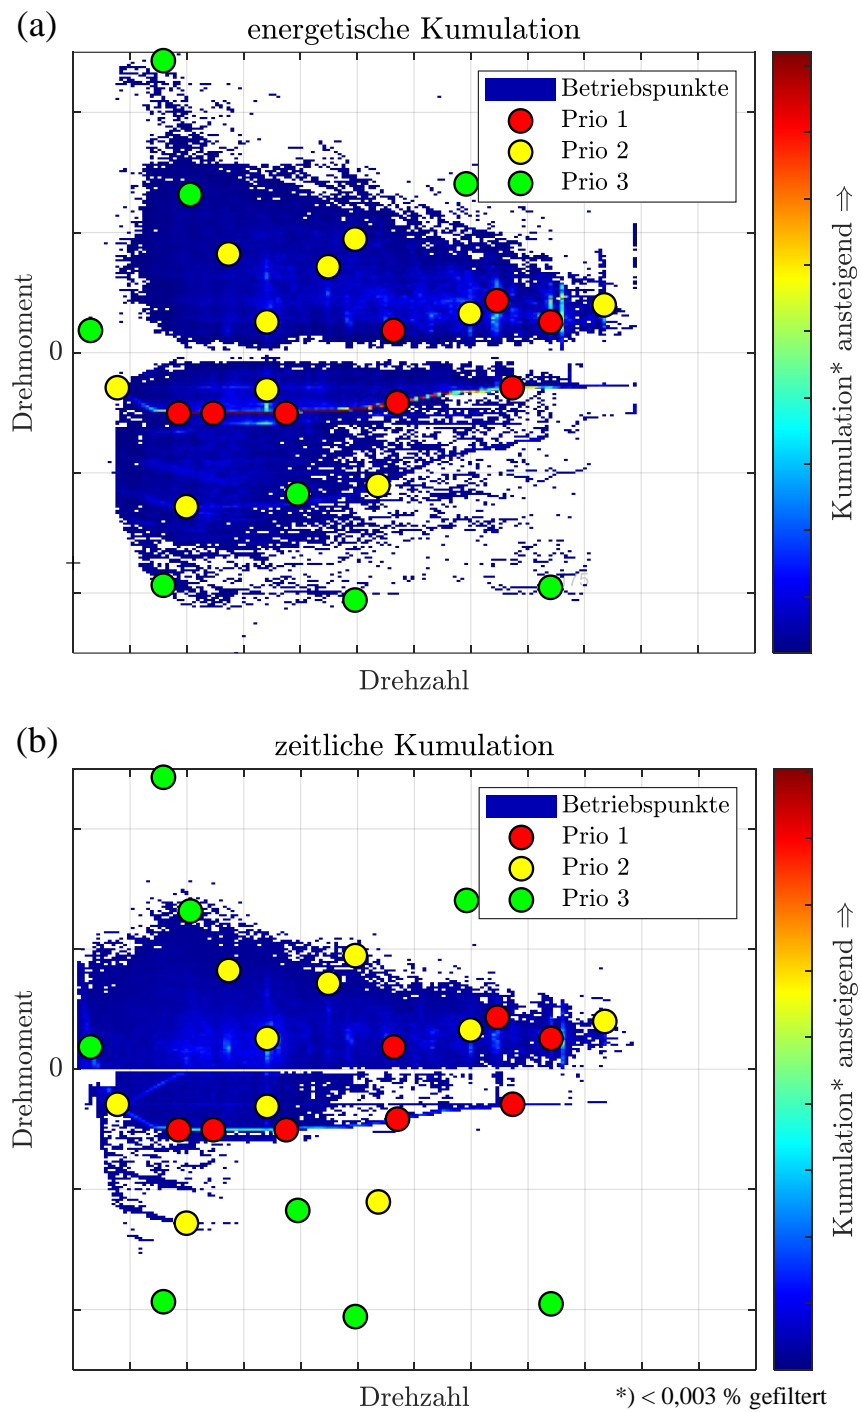 (a)
energetische Kumulation
Betriebspunkte
Prio 1
Prio 2
Prio 3
Drehmoment
0
Kumulation* ansteigend ⇒
75
Drehzahl
(b)
zeitliche Kumulation
Betriebspunkte
Prio 1
Prio 2
Prio 3
Drehmoment
0
Kumulation* ansteigend ⇒
Drehzahl
*) < 0,003 % gefiltert